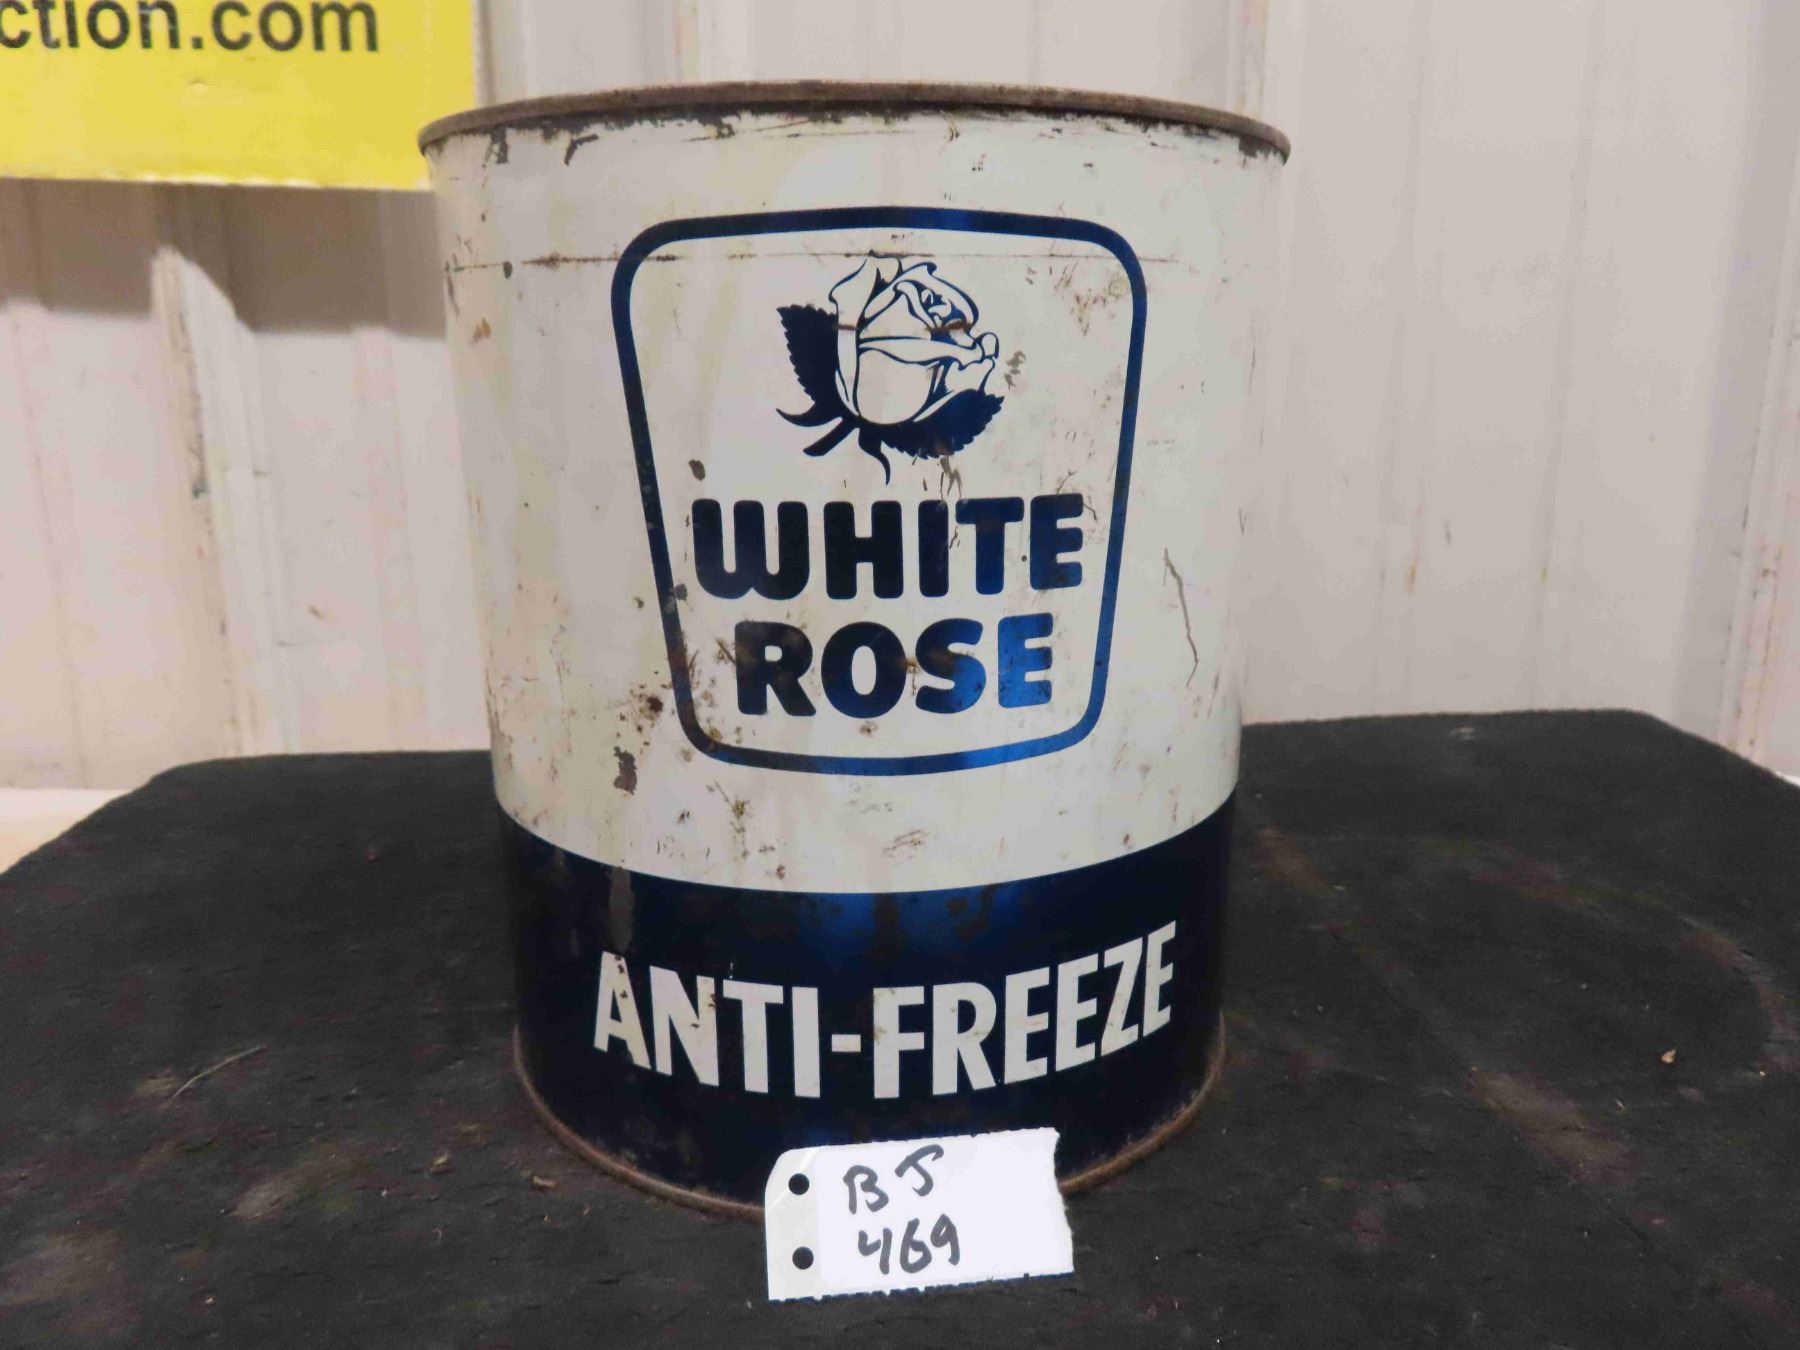 ction.com
WHITE
ROSE
ANTI-FREEZE
BJ
469